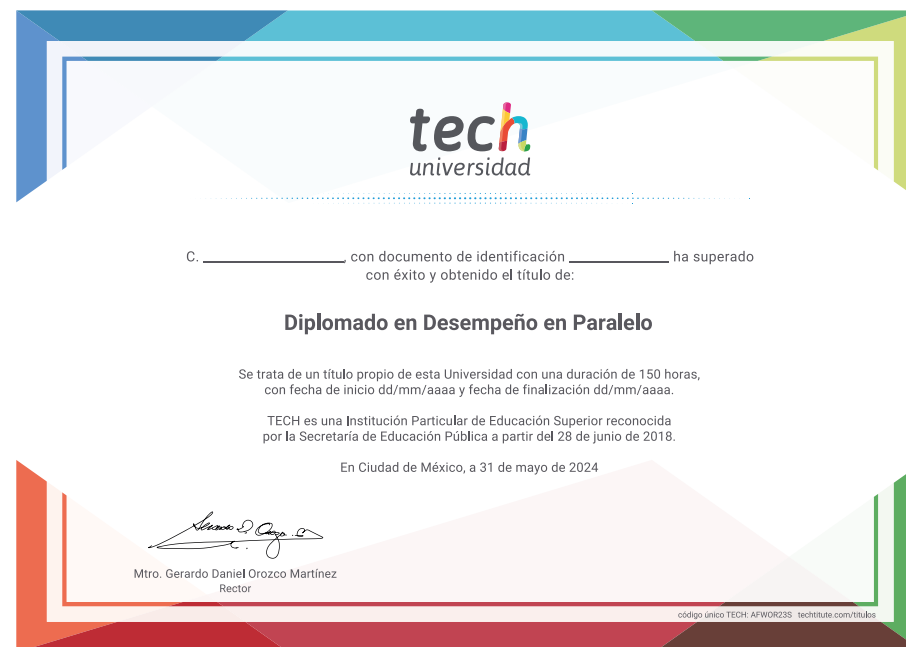 tech
universidad
C. ____________________, con documento de identificación ______________ ha superado
con éxito y obtenido el título de:
Diplomado en Desempeño en Paralelo
Se trata de un título propio de esta Universidad con una duración de 150 horas,
con fecha de inicio dd/mm/aaaa y fecha de finalización dd/mm/aaaa.
TECH es una Institución Particular de Educación Superior reconocida
por la Secretaría de Educación Pública a partir del 28 de junio de 2018.
En Ciudad de México, a 31 de mayo de 2024
Mtro. Gerardo Daniel Orozco Martínez
Rector
código único TECH: AFWOR23S techtitute.com/titulos